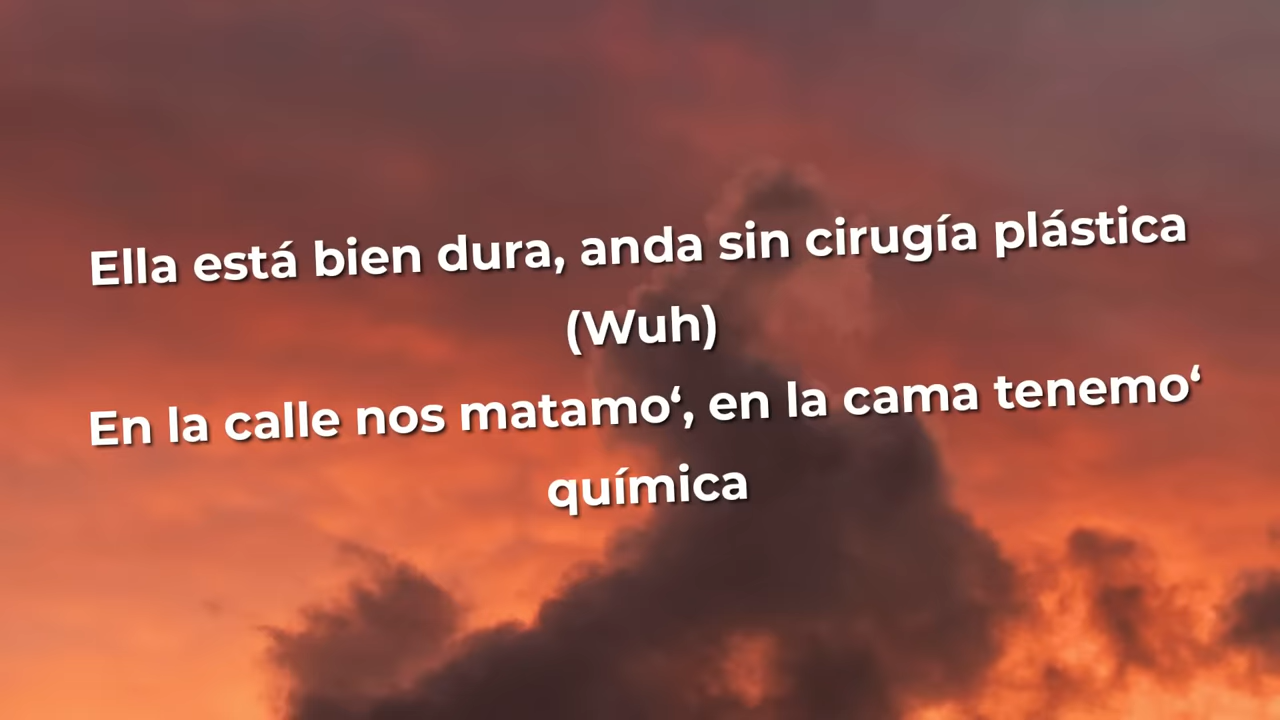 Ella está bien dura, anda sin cirugía plástica
(Wuh)
En la calle nos matamo‘, en la cama tenemo‘
química